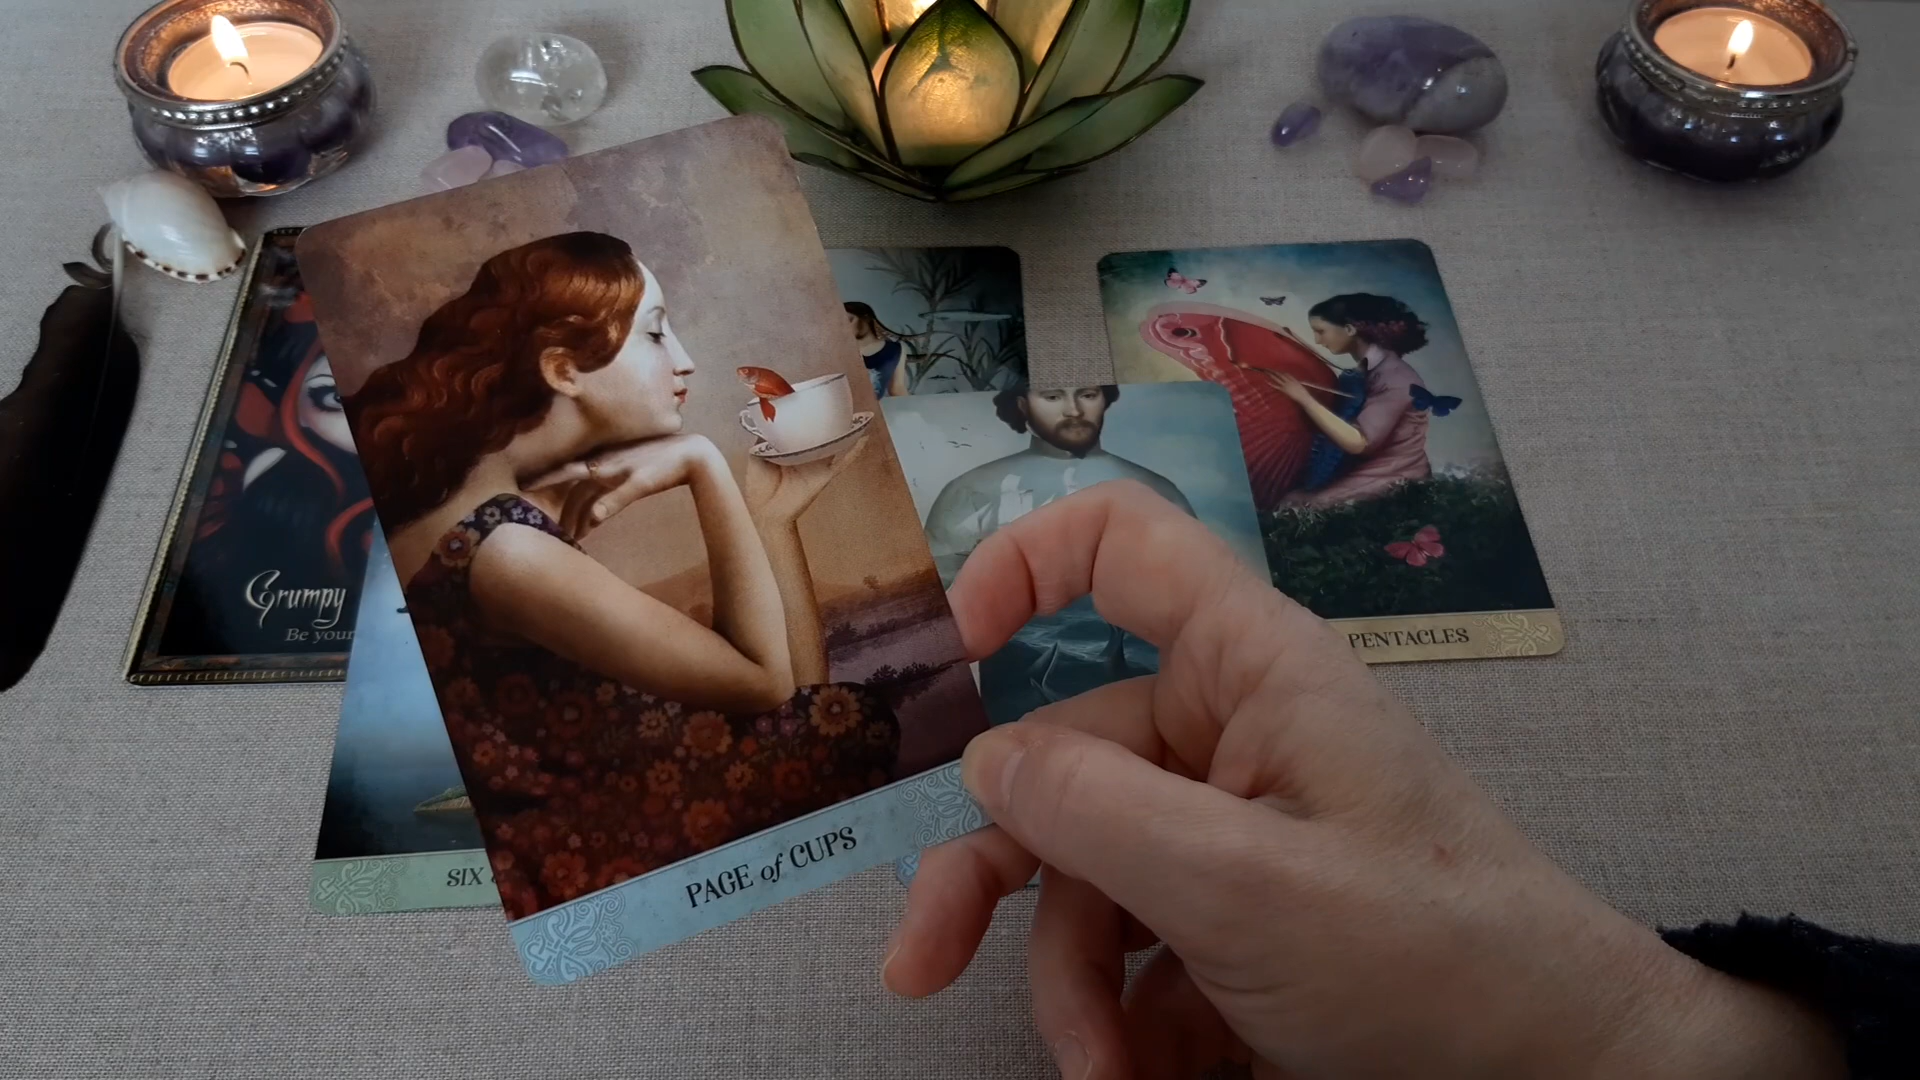 Grumpy
Be your
PENTACLES
SIX
PAGE of CUPS